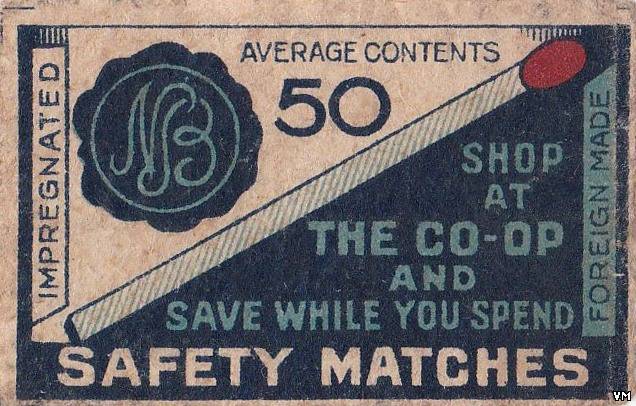 AVERAGE CONTENTS
50
IMPREGNATED
NB
SHOP
AT
THE CO-OP
AND
SAVE WHILE YOU SPEND
FOREIGN MADE
SAFETY MATCHES
VM